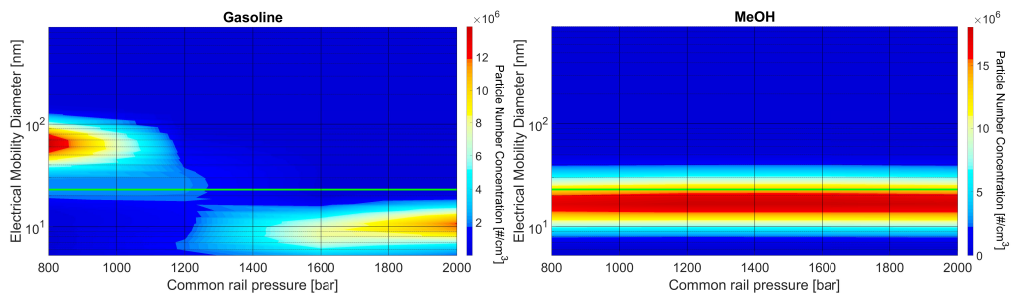 Gasoline
×10^6
Electrical Mobility Diameter [nm]
10^2
10^1
800 1000 1200 1400 1600 1800 2000
Common rail pressure [bar]
12
10
8
6
4
2
Particle Number Concentration [#/cm^3]
MeOH
×10^6
Electrical Mobility Diameter [nm]
10^2
10^1
800 1000 1200 1400 1600 1800 2000
Common rail pressure [bar]
15
10
5
0
Particle Number Concentration [#/cm^3]